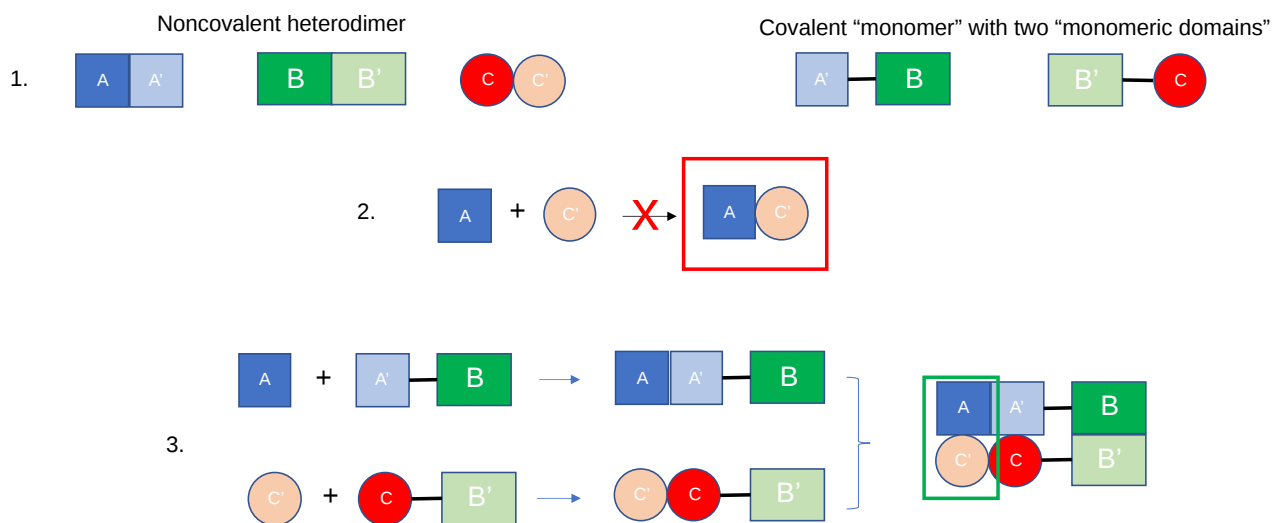 Noncovalent heterodimer
Covalent “monomer” with two “monomeric domains”
1.
A A' B B' C C' A' B B' C
2.
A + C' X A C'
A + A' B A A' B
A A' B
3.
C' C B'
C' + C B' C' C B'